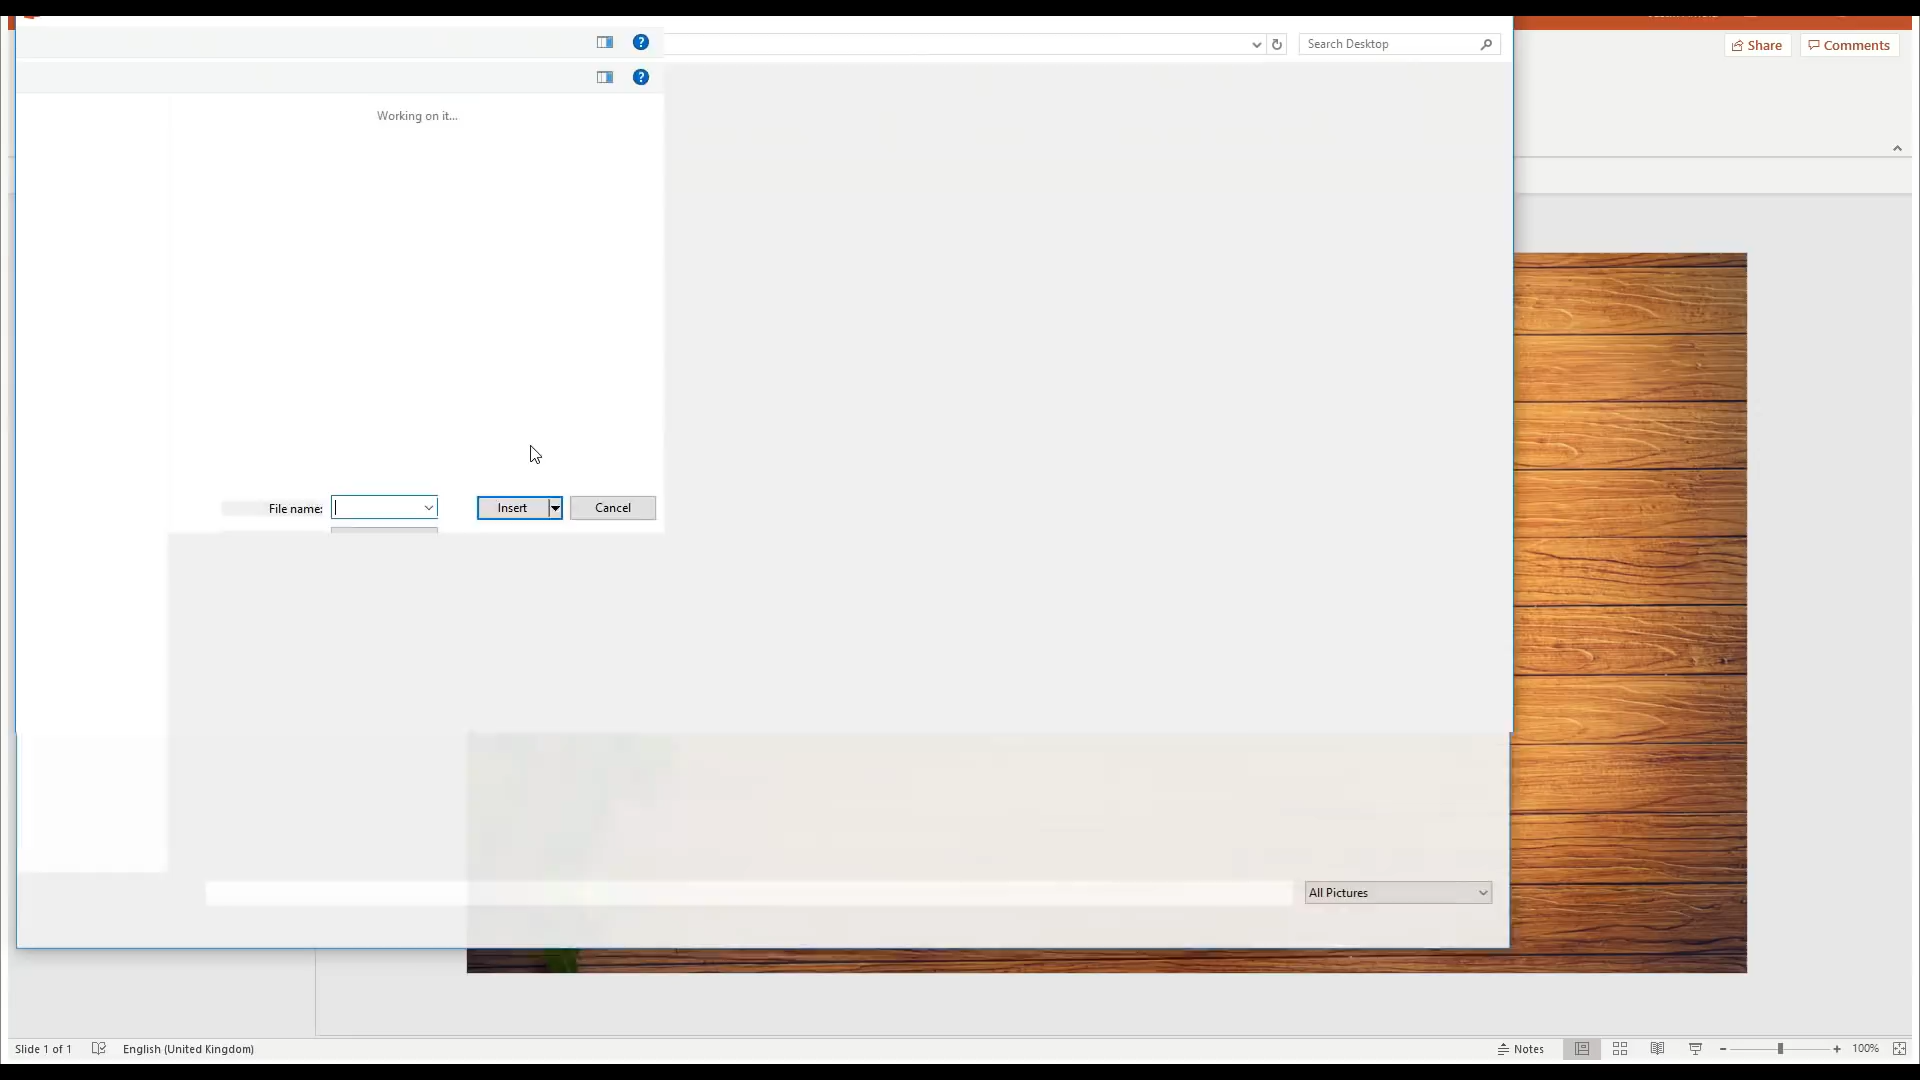 Search Desktop
Share
Comments
Working on it...
File name:
Insert
Cancel
All Pictures
Slide 1 of 1
English (United Kingdom)
Notes
100%